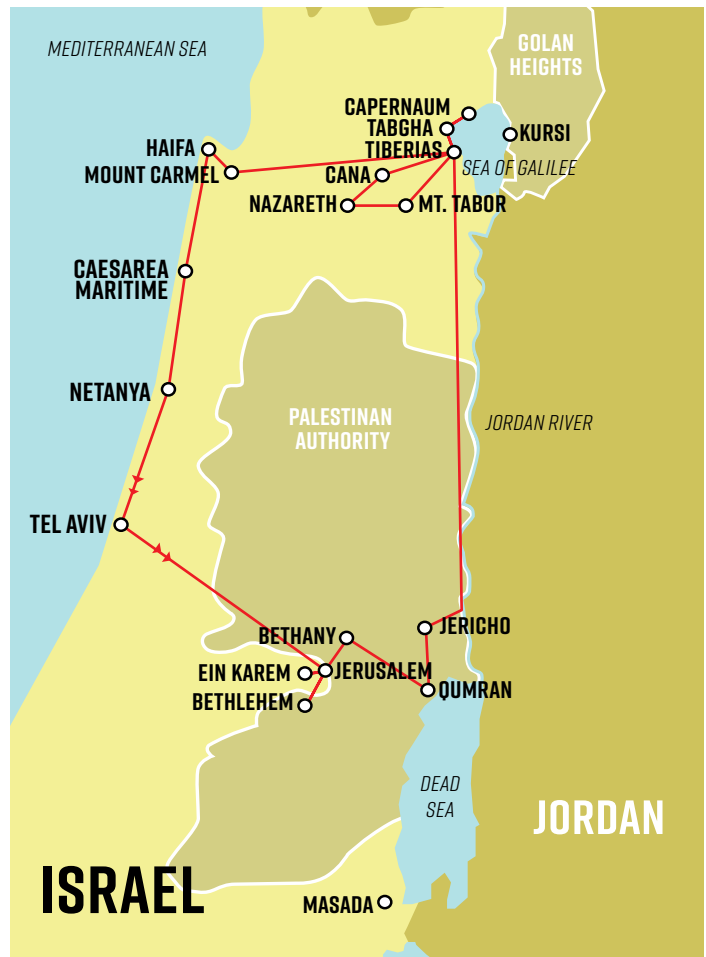 MEDITERRANEAN SEA
GOLAN
HEIGHTS
CAPERNAUM
TABGHA
KURSI
HAIFA
TIBERIAS
MOUNT CARMEL
CANA
SEA OF GALILEE
NAZARETH
MT. TABOR
CAESAREA
MARITIME
NETANYA
PALESTINAN
AUTHORITY
JORDAN RIVER
TEL AVIV
BETHANY
JERICHO
EIN KAREM
JERUSALEM
BETHLEHEM
QUMRAN
DEAD
SEA
JORDAN
ISRAEL
MASADA